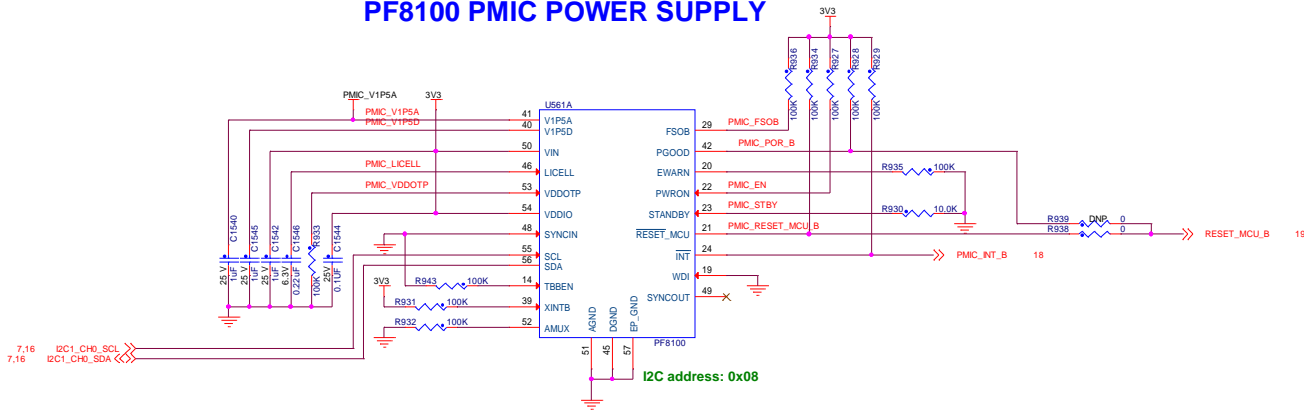 PF8100 PMIC POWER SUPPLY
3V3
R936
R934
R927
R928
R929
100K
100K
100K
100K
100K
PMIC_V1P5A
3V3
U561A
PMIC_V1P5A
41
V1P5A
PMIC_V1P5D
40
V1P5D
50
VIN
PMIC_LICELL
46
LICELL
PMIC_VDDOTP
53
VDDOTP
54
VDDIO
48
SYNCIN
55
SCL
56
SDA
14
TBBEN
39
XINTB
52
AMUX
FSOB
29
PMIC_FSOB
PGOOD
42
PMIC_POR_B
EWARN
20
R935
100K
PWRON
22
PMIC_EN
STANDBY
23
PMIC_STBY
R930
10.0K
RESET_MCU
21
PMIC_RESET_MCU_B
INT
24
PMIC_INT_B 18
WDI
19
SYNCOUT
49
R939
DNP
0
R938
0
RESET_MCU_B 19
C1540
25 V
1uF
C1545
25 V
1uF
C1542
25 V
1uF
C1546
6.3V
0.22uF
R933
100K
C1544
25V
0.1UF
R943
100K
3V3
R931
100K
R932
100K
7,16 I2C1_CH0_SCL
7,16 I2C1_CH0_SDA
AGND
DGND
EP_GND
51
45
57
PF8100
I2C address: 0x08